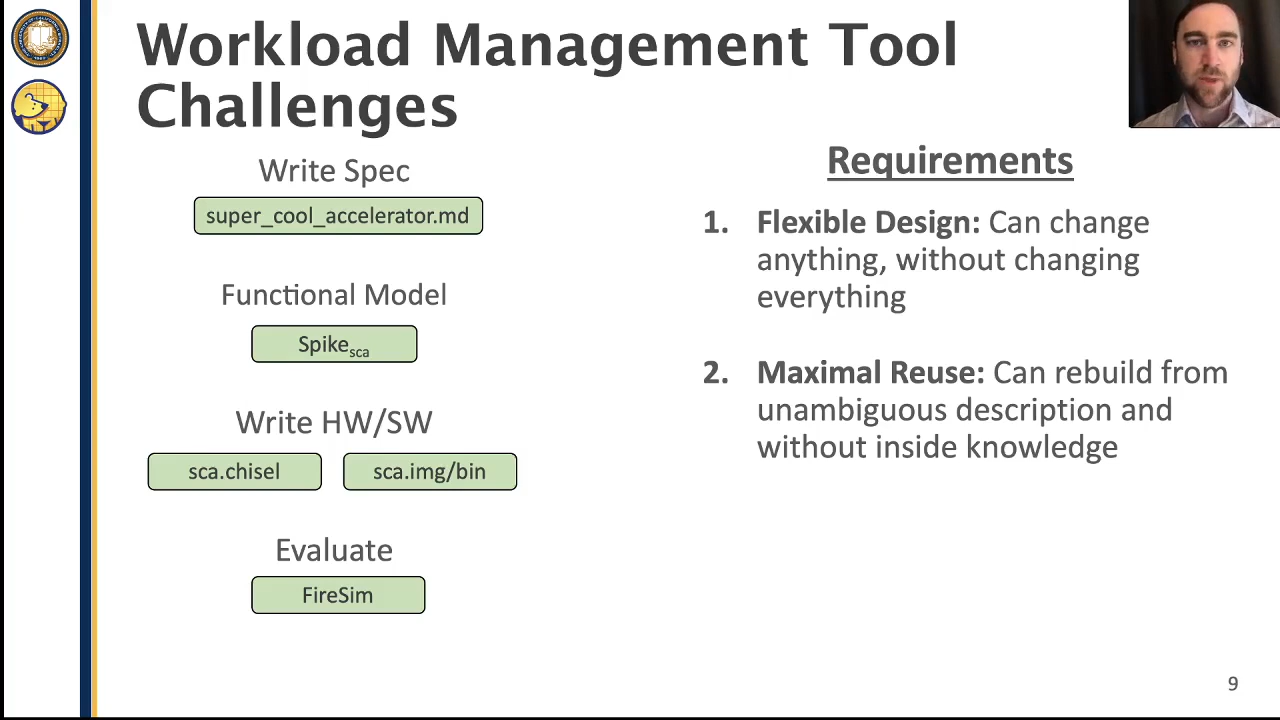 Workload Management Tool
Challenges
Write Spec
super_cool_accelerator.md
Functional Model
Spikesca
Write HW/SW
sca.chisel
sca.img/bin
Evaluate
FireSim
Requirements
1. Flexible Design: Can change
anything, without changing
everything
2. Maximal Reuse: Can rebuild from
unambiguous description and
without inside knowledge
9